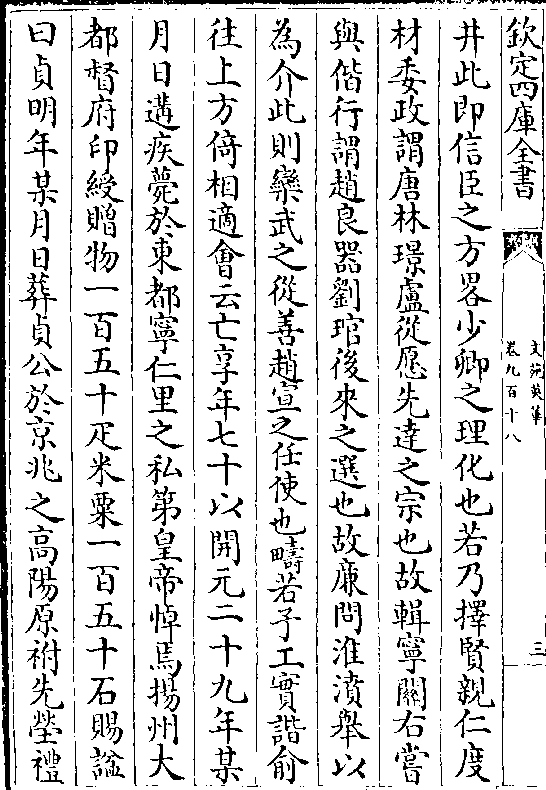 欽定四庫全書
文苑英華
卷九百十八
三
井此即信臣之方畧少卿之理化也若乃擇賢親仁度
材委政謂唐林璟盧從愿先達之宗也故輯寧關右嘗
與偕行謂趙良器劉琯後來之選也故廉問淮濆舉以
為介此則欒武之從善趙宣之任使也疇若予工實諧俞
往上方倚相適會云亡享年七十以開元二十九年某
月日遘疾薨於東都寧仁里之私第皇帝悼焉揚州大
都督府印綬贈物一百五十疋米粟一百五十石賜諡
曰貞明年某月日葬貞公於京兆之高陽原祔先塋禮